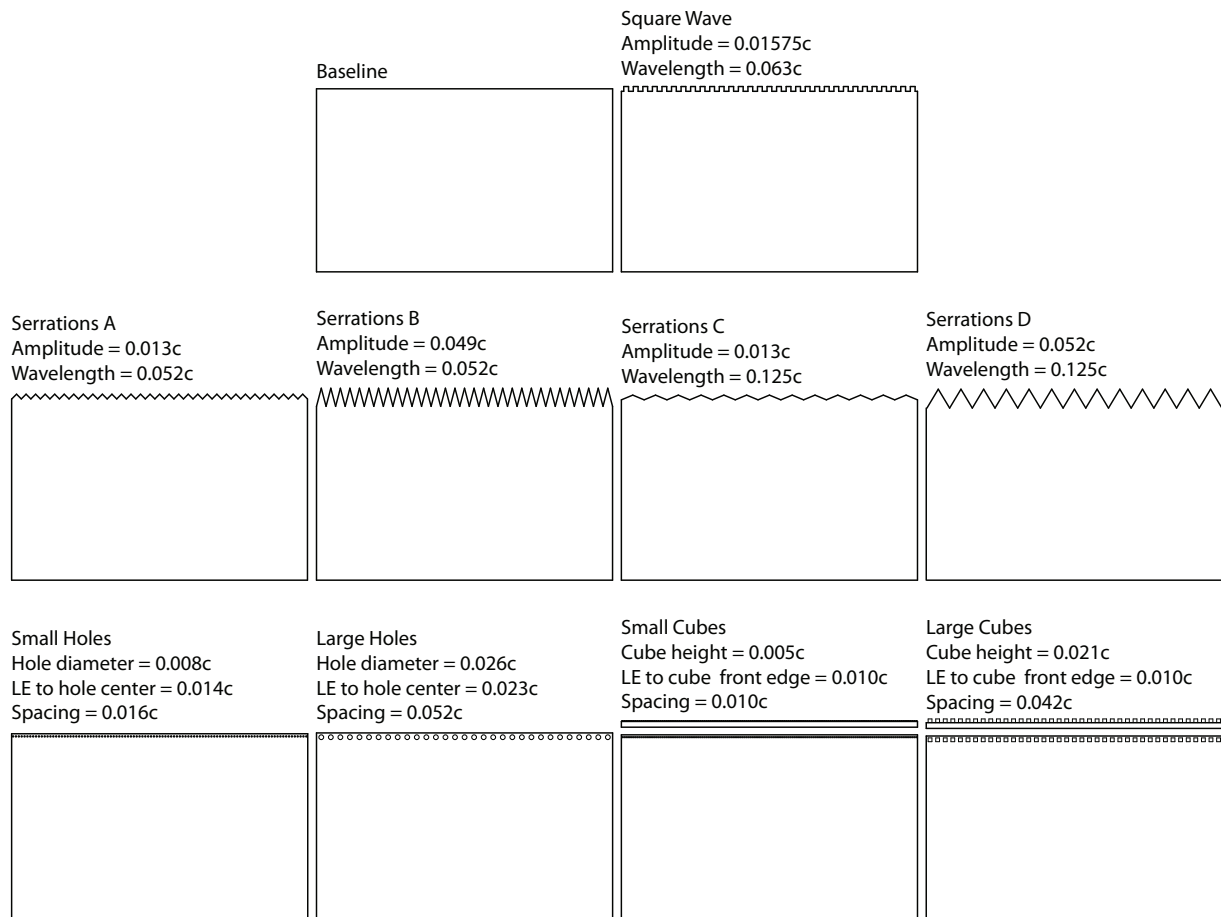 Baseline
Square Wave
Amplitude = 0.01575c
Wavelength = 0.063c
Serrations A
Amplitude = 0.013c
Wavelength = 0.052c
Serrations B
Amplitude = 0.049c
Wavelength = 0.052c
Serrations C
Amplitude = 0.013c
Wavelength = 0.125c
Serrations D
Amplitude = 0.052c
Wavelength = 0.125c
Small Holes
Hole diameter = 0.008c
LE to hole center = 0.014c
Spacing = 0.016c
Large Holes
Hole diameter = 0.026c
LE to hole center = 0.023c
Spacing = 0.052c
Small Cubes
Cube height = 0.005c
LE to cube front edge = 0.010c
Spacing = 0.010c
Large Cubes
Cube height = 0.021c
LE to cube front edge = 0.010c
Spacing = 0.042c